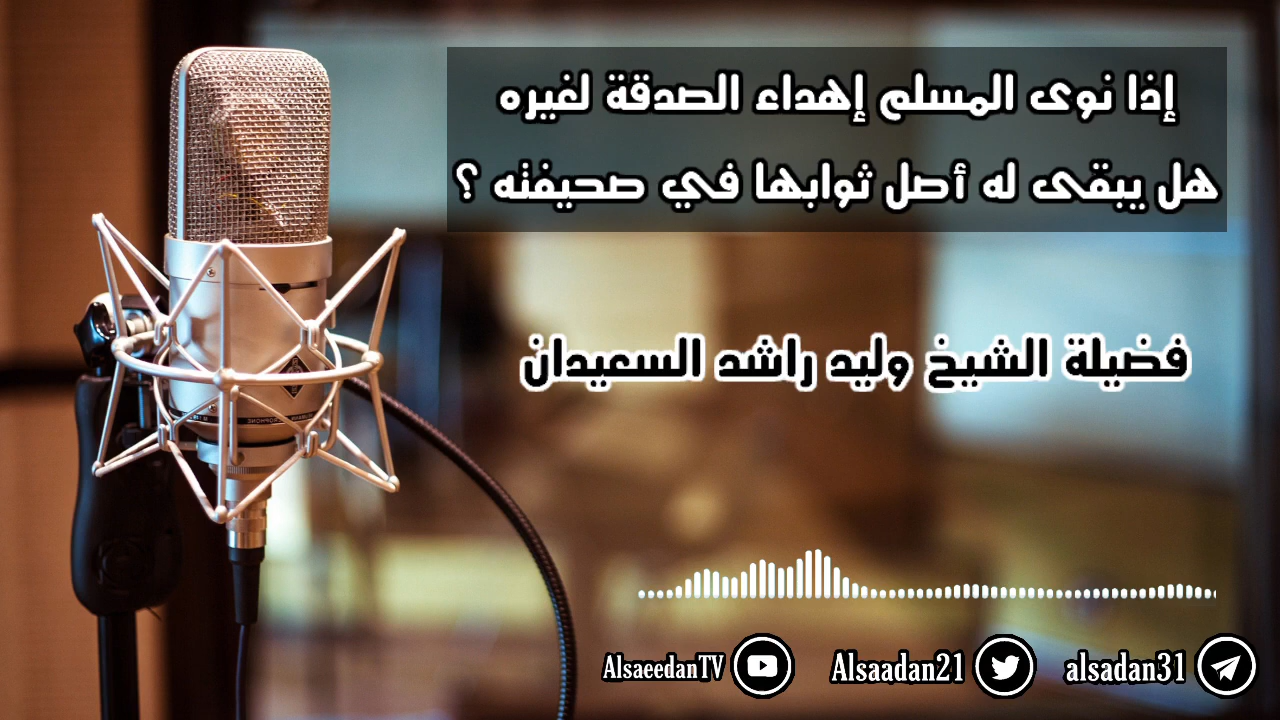 إذا نوى المسلم إهداء الصدقة لغيره
هل يبقى له أصل ثوابها في صحيفته ؟
فضيلة الشيخ وليد راشد السعيدان
AlsaeedanTV Alsaadan21 alsadan31